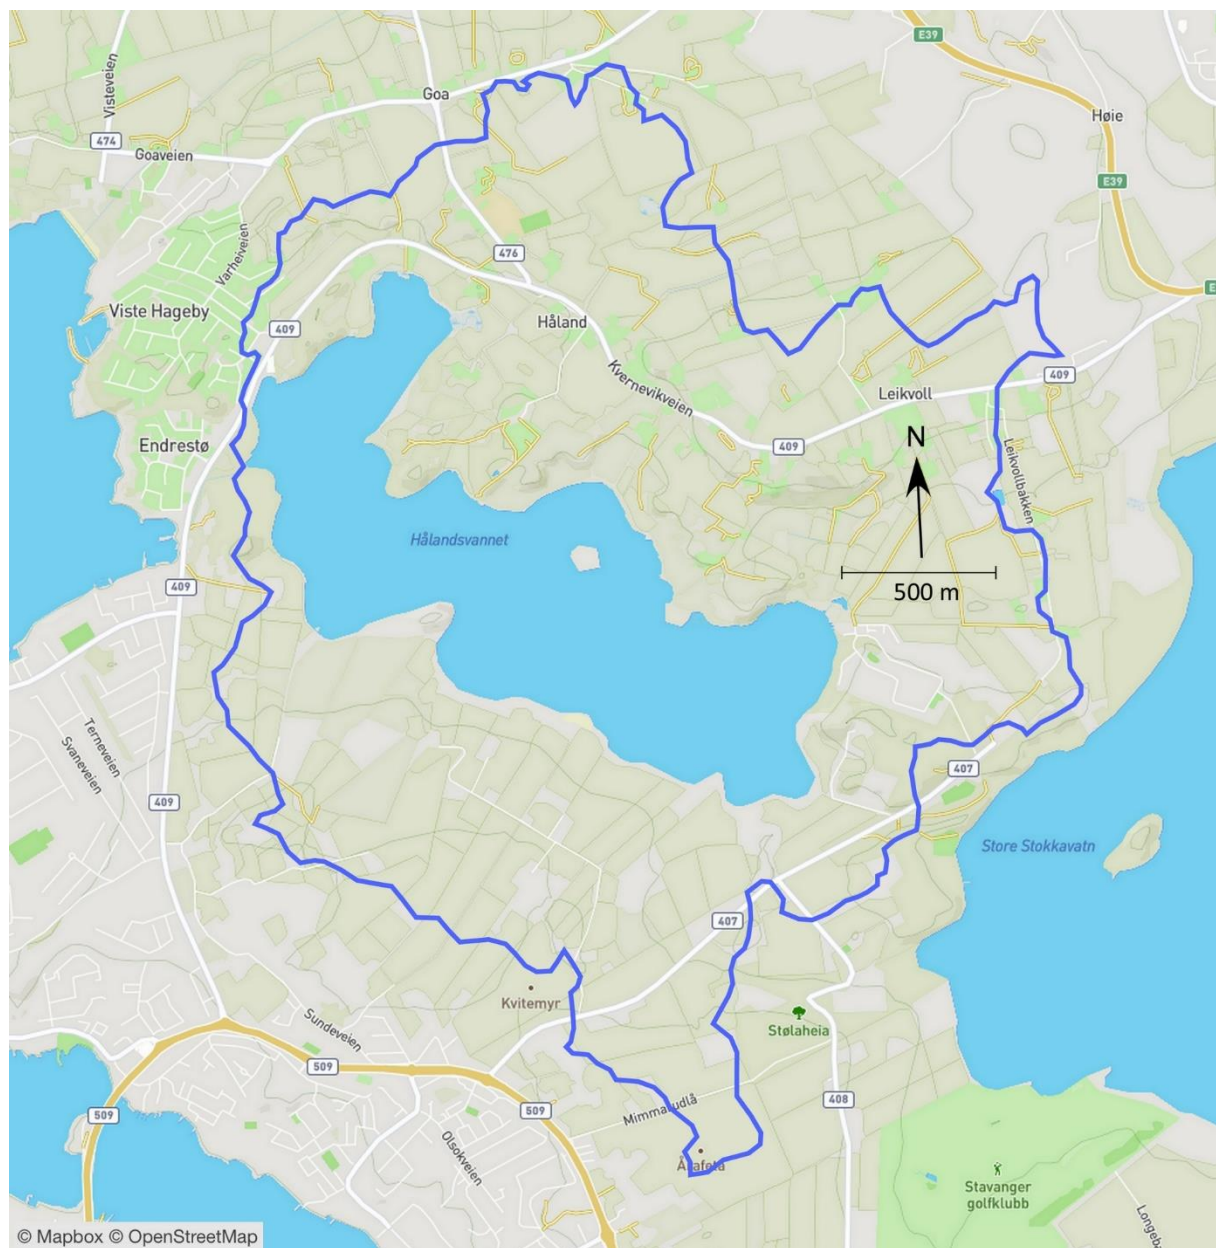 E39
Visteveien
Goa
Høie
474
Goaveien
E39
Varheiveien
476
E
Viste Hageby
409
Håland
Kvernevikveien
409
Leikvoll
N
Endrestø
409
Leikvollbakken
Hålandsvannet
409
500 m
Terneveien
Svaneveien
407
409
Store Stokkavatn
407
Kvitemyr
Sundeveien
Stølaheia
509
509
509
408
Olsokveien
Stavanger
golfklubb
© Mapbox © OpenStreetMap